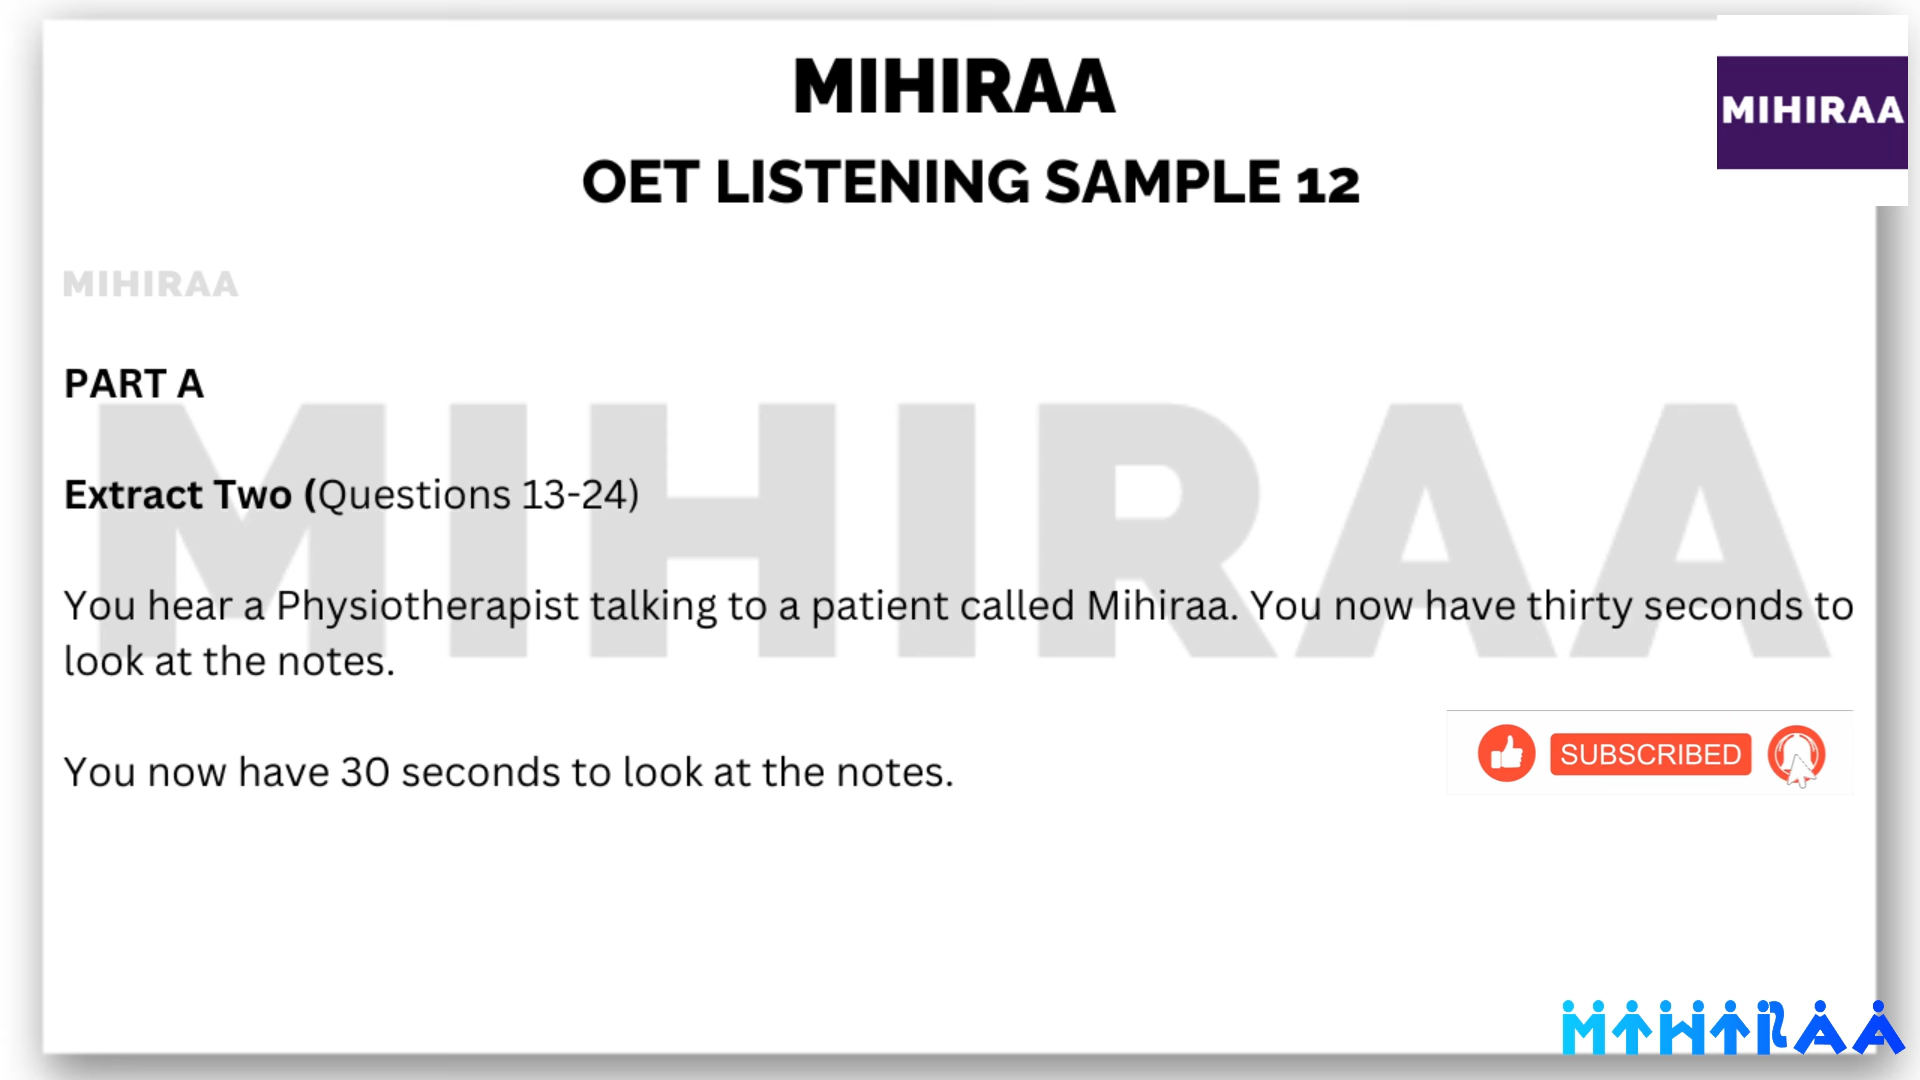 MIHIRAA
MIHIRAA
OET LISTENING SAMPLE 12
MIHIRAA
PART A
MIHIRAA
Extract Two (Questions 13-24)
You hear a Physiotherapist talking to a patient called Mihiraa. You now have thirty seconds to
look at the notes.
SUBSCRIBED
You now have 30 seconds to look at the notes.
MIHIRAA